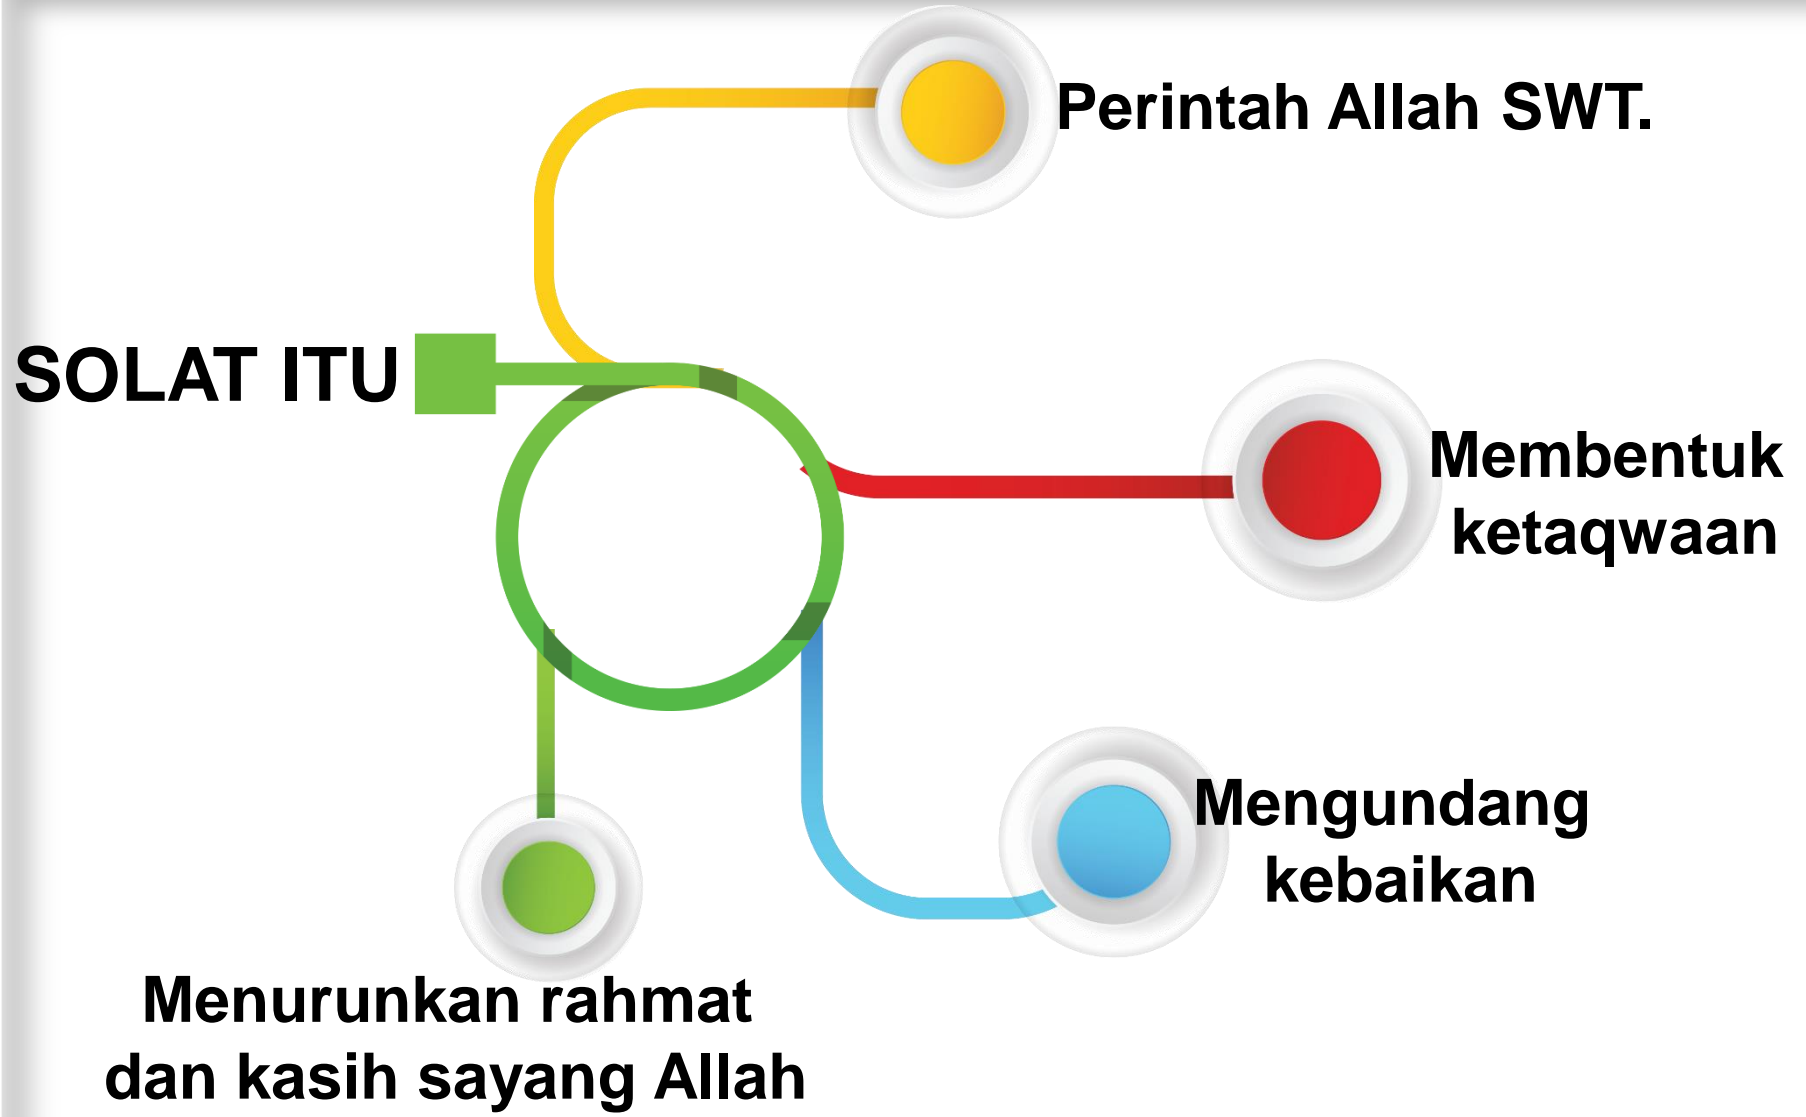 SOLAT ITU
Perintah Allah SWT.
Membentuk
ketaqwaan
Mengundang
kebaikan
Menurunkan rahmat
dan kasih sayang Allah